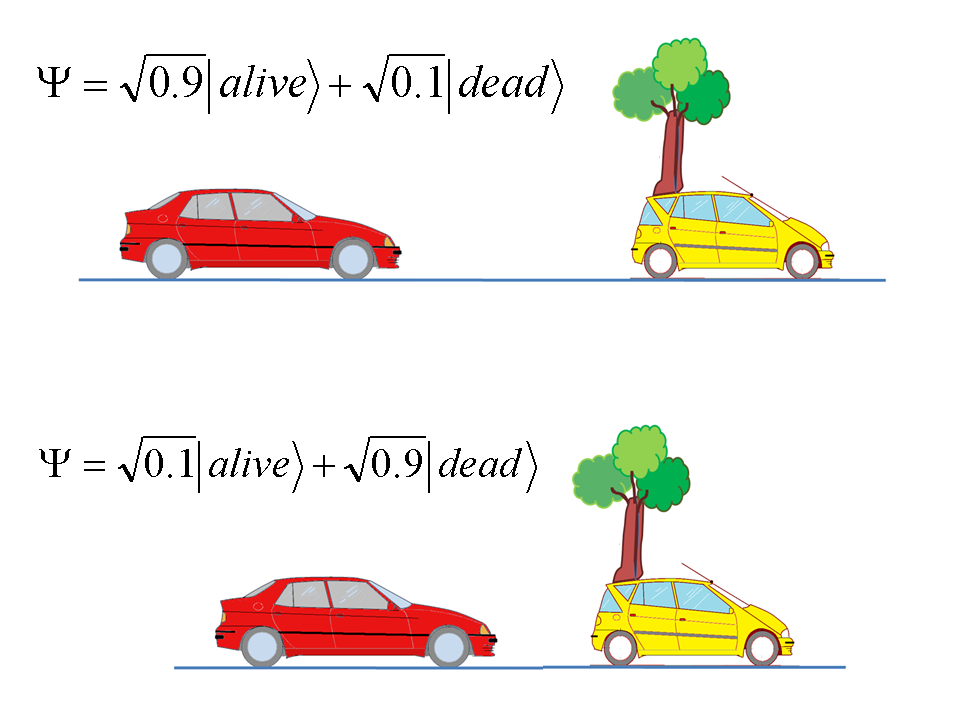 Ψ = √0.9|alive⟩ + √0.1|dead⟩
Ψ = √0.1|alive⟩ + √0.9|dead⟩